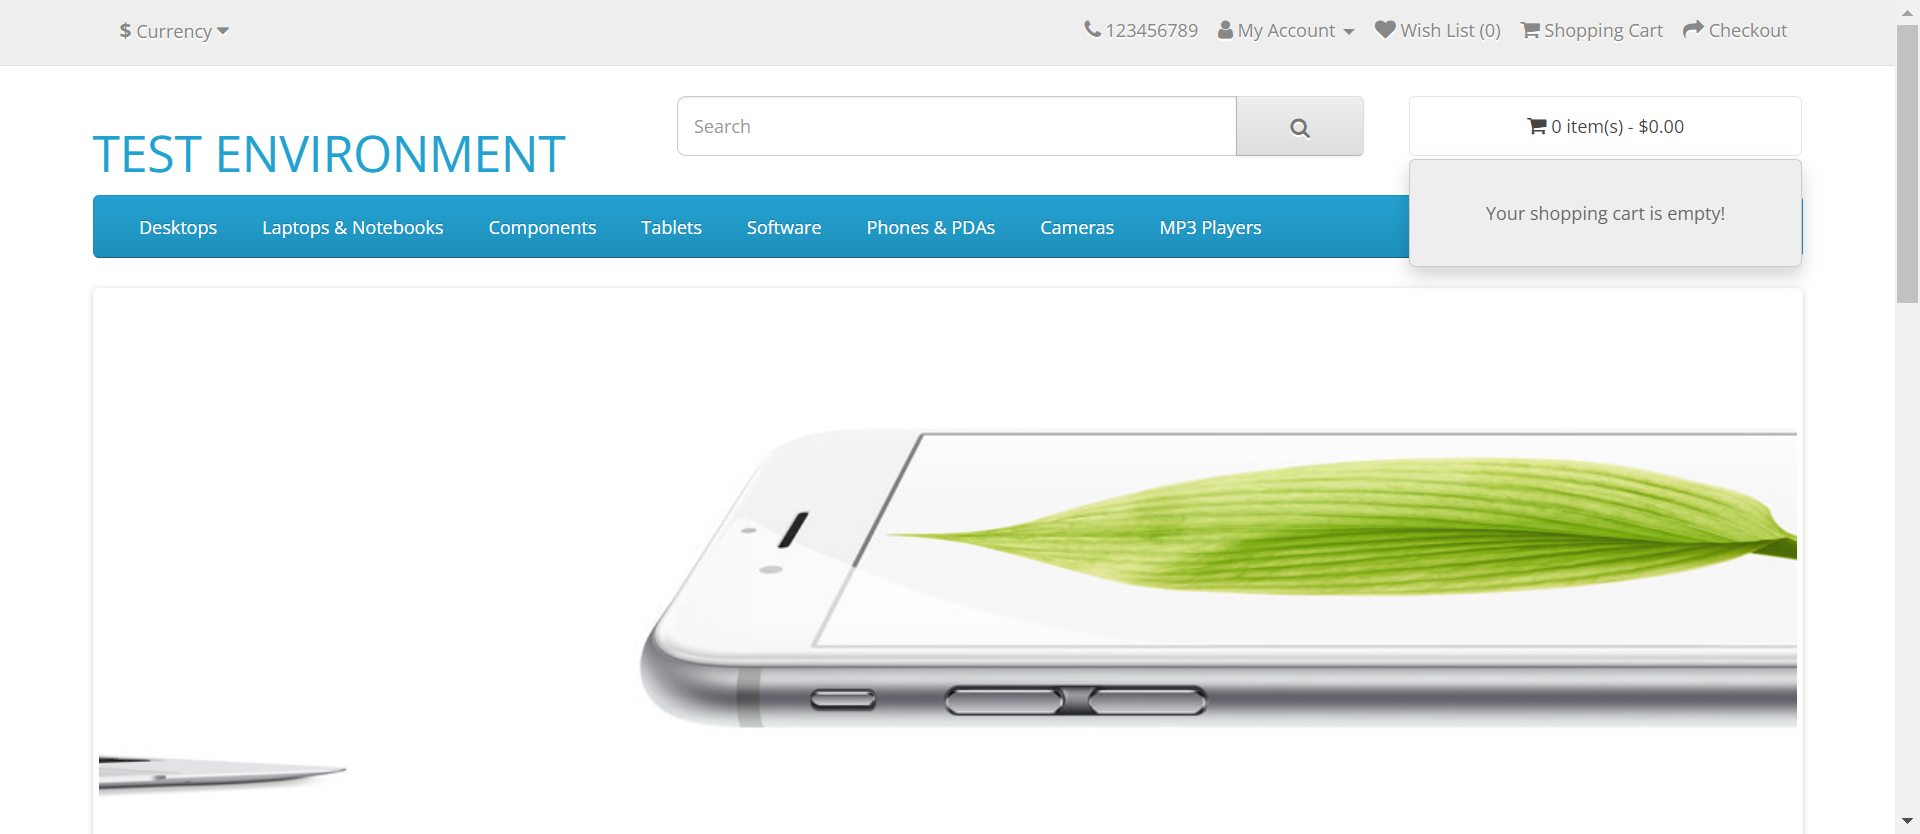 $ Currency
123456789 My Account Wish List (0) Shopping Cart Checkout
TEST ENVIRONMENT
Search
0 item(s) - $0.00
Your shopping cart is empty!
Desktops Laptops & Notebooks Components Tablets Software Phones & PDAs Cameras MP3 Players